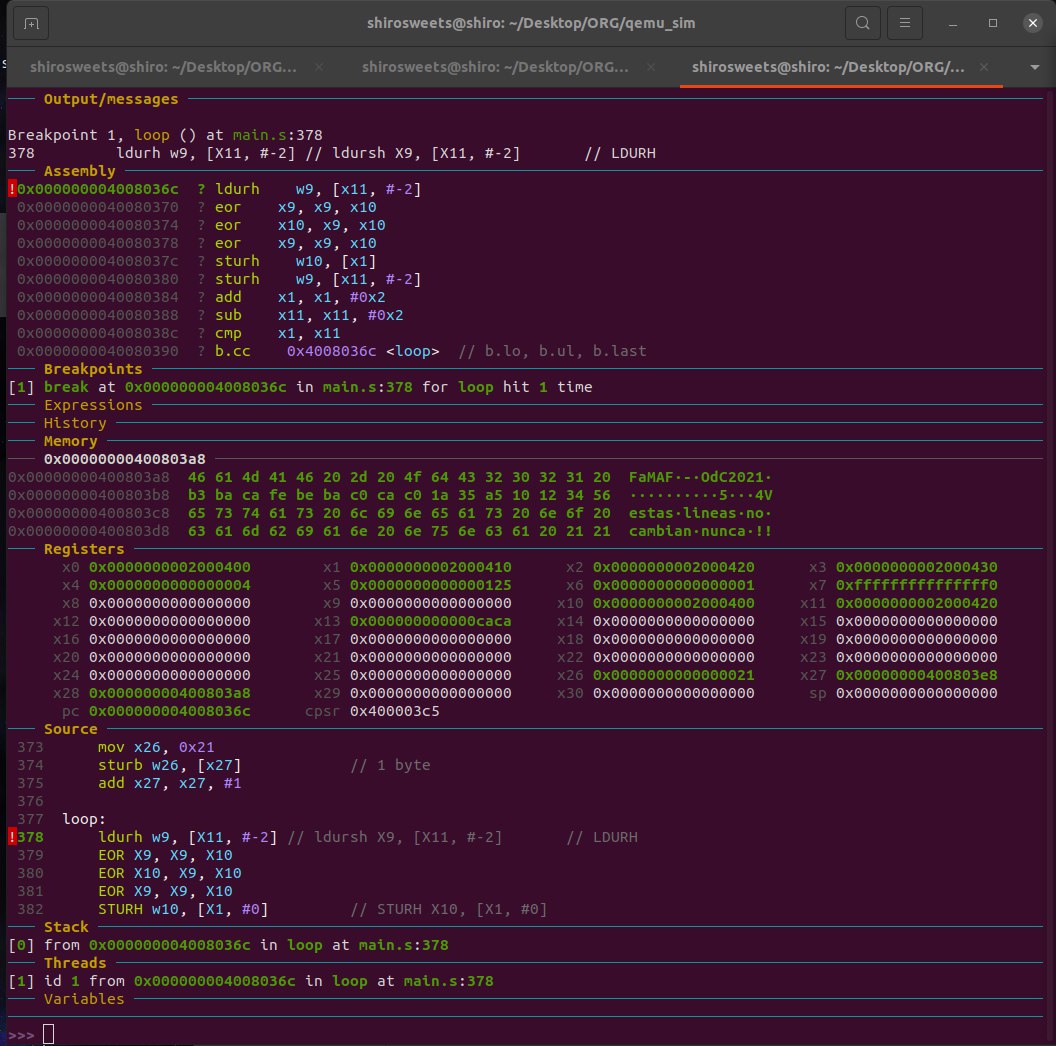 shirosweets@shiro: ~/Desktop/ORG/qemu_sim
shirosweets@shiro: ~/Desktop/ORG... × shirosweets@shiro: ~/Desktop/ORG... × shirosweets@shiro: ~/Desktop/ORG/... ×
Output/messages
Breakpoint 1, loop () at main.s:378
378 ldurh w9, [X11, #-2] // ldursh X9, [X11, #-2] // LDURH
Assembly
!0x000000004008036c ? ldurh w9, [x11, #-2]
0x0000000040080370 ? eor x9, x9, x10
0x0000000040080374 ? eor x10, x9, x10
0x0000000040080378 ? eor x9, x9, x10
0x000000004008037c ? sturh w10, [x1]
0x0000000040080380 ? sturh w9, [x11, #-2]
0x0000000040080384 ? add x1, x1, #0x2
0x0000000040080388 ? sub x11, x11, #0x2
0x000000004008038c ? cmp x1, x11
0x0000000040080390 ? b.cc 0x4008036c <loop> // b.lo, b.ul, b.last
Breakpoints
[1] break at 0x000000004008036c in main.s:378 for loop hit 1 time
Expressions
History
Memory
0x00000000400803a8
0x00000000400803a8 46 61 4d 41 46 20 2d 20 4f 64 43 32 30 32 31 20 FaMAF·-·OdC2021·
0x00000000400803b8 b3 ba ca fe be ba c0 ca c0 1a 35 a5 10 12 34 56 ··········5···4V
0x00000000400803c8 65 73 74 61 73 20 6c 69 6e 65 61 73 20 6e 6f 20 estas·lineas·no·
0x00000000400803d8 63 61 6d 62 69 61 6e 20 6e 75 6e 63 61 20 21 21 cambian·nunca·!!
Registers
x0 0x0000000002000400 x1 0x0000000002000410 x2 0x0000000002000420 x3 0x0000000002000430
x4 0x0000000000000004 x5 0x0000000000000125 x6 0x0000000000000001 x7 0xfffffffffffffff0
x8 0x0000000000000000 x9 0x0000000000000000 x10 0x0000000002000400 x11 0x0000000002000420
x12 0x0000000000000000 x13 0x000000000000caca x14 0x0000000000000000 x15 0x0000000000000000
x16 0x0000000000000000 x17 0x0000000000000000 x18 0x0000000000000000 x19 0x0000000000000000
x20 0x0000000000000000 x21 0x0000000000000000 x22 0x0000000000000000 x23 0x0000000000000000
x24 0x0000000000000000 x25 0x0000000000000000 x26 0x0000000000000021 x27 0x00000000400803e8
x28 0x00000000400803a8 x29 0x0000000000000000 x30 0x0000000000000000 sp 0x0000000000000000
pc 0x000000004008036c cpsr 0x400003c5
Source
373 mov x26, 0x21
374 sturb w26, [x27] // 1 byte
375 add x27, x27, #1
376
377 loop:
!378 ldurh w9, [X11, #-2] // ldursh X9, [X11, #-2] // LDURH
379 EOR X9, X9, X10
380 EOR X10, X9, X10
381 EOR X9, X9, X10
382 STURH w10, [X1, #0] // STURH X10, [X1, #0]
Stack
[0] from 0x000000004008036c in loop at main.s:378
Threads
[1] id 1 from 0x000000004008036c in loop at main.s:378
Variables
>>>